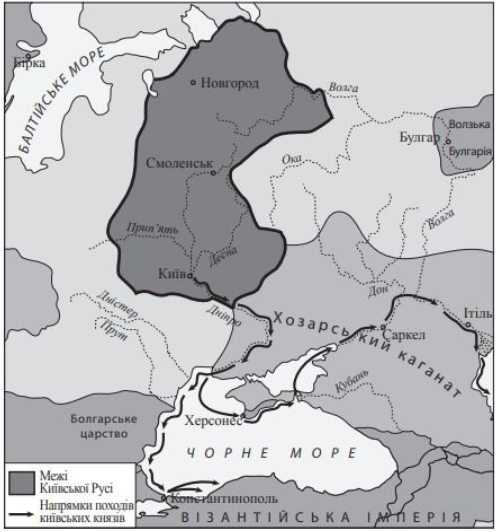 Бірка
БАЛТІЙСЬКЕ МОРЕ
Новгород
Волга
Волзька
Булгар
Булгарія
Ока
Смоленськ
Волга
Прип'ять
Десна
Київ
Дон
Дністер
Дніпро
Прут
Хозарський каганат
Ітіль
Саркел
Кубань
Болгарське
царство
Херсонес
ЧОРНЕ МОРЕ
Межі
Київської Русі
Напрямки походів
київських князів
Константинополь
ВІЗАНТІЙСЬКА ІМПЕРІЯ